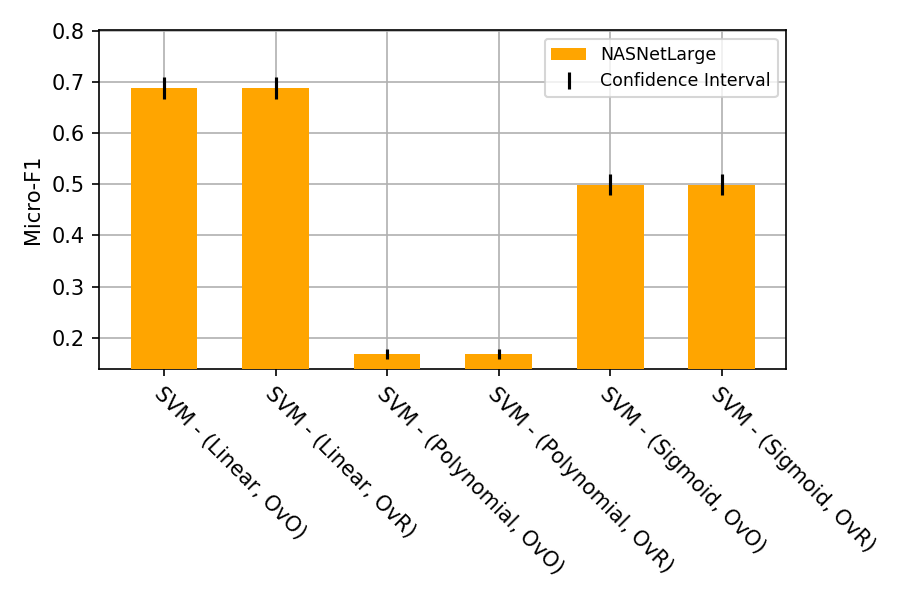 0.8
0.7
0.6
0.5
0.4
0.3
0.2
Micro-F1
NASNetLarge
Confidence Interval
SVM - (Linear, OvO)
SVM - (Linear, OvR)
SVM - (Polynomial, OvO)
SVM - (Polynomial, OvR)
SVM - (Sigmoid, OvO)
SVM - (Sigmoid, OvR)